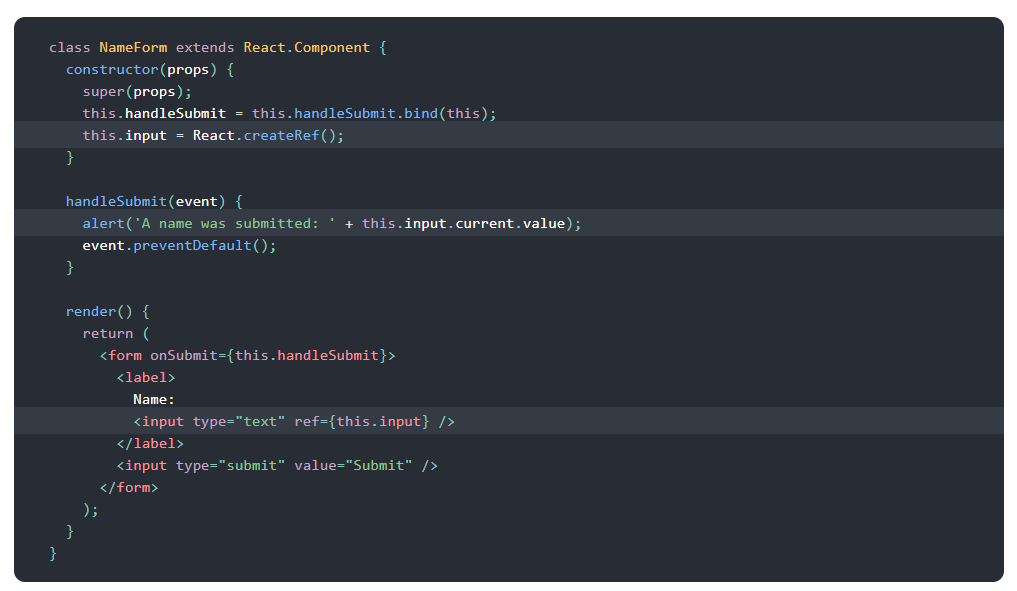 class NameForm extends React.Component {
  constructor(props) {
    super(props);
    this.handleSubmit = this.handleSubmit.bind(this);
    this.input = React.createRef();
  }

  handleSubmit(event) {
    alert('A name was submitted: ' + this.input.current.value);
    event.preventDefault();
  }

  render() {
    return (
      <form onSubmit={this.handleSubmit}>
        <label>
          Name:
          <input type="text" ref={this.input} />
        </label>
        <input type="submit" value="Submit" />
      </form>
    );
  }
}